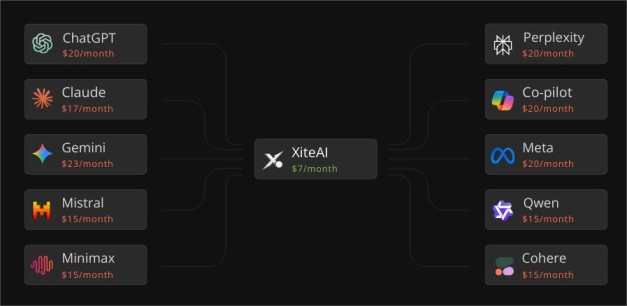 ChatGPT
$20/month
Claude
$17/month
Gemini
$23/month
Mistral
$15/month
Minimax
$15/month
XiteAI
$7/month
Perplexity
$20/month
Co-pilot
$20/month
Meta
$20/month
Qwen
$15/month
Cohere
$15/month